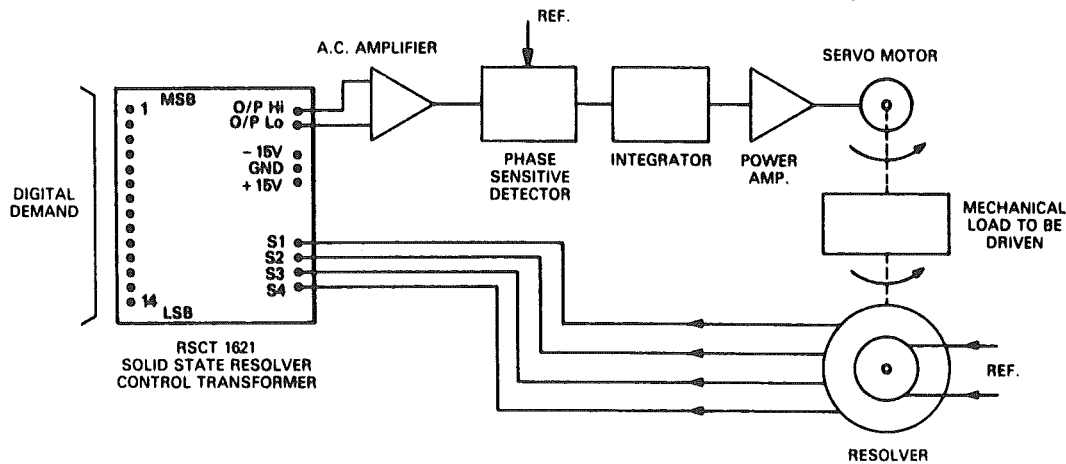 REF.
A.C. AMPLIFIER
SERVO MOTOR
MSB
1
O/P Hi
O/P Lo
– 15V
GND
+ 15V
PHASE
SENSITIVE
DETECTOR
INTEGRATOR
POWER
AMP.
DIGITAL
DEMAND
MECHANICAL
LOAD TO BE
DRIVEN
S1
S2
S3
S4
14
LSB
RSCT 1621
SOLID STATE RESOLVER
CONTROL TRANSFORMER
REF.
RESOLVER